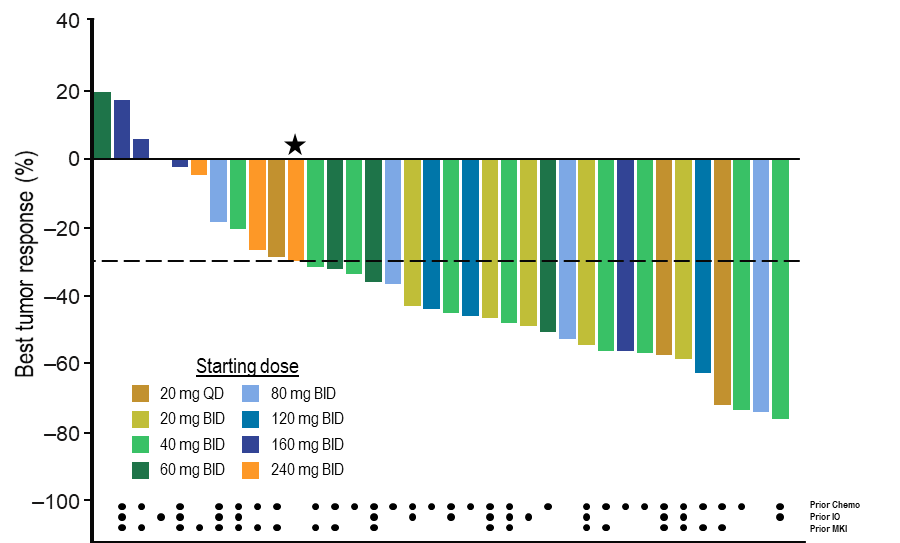 40
20
0
–20
–40
–60
–80
–100
Best tumor response (%)
Starting dose
20 mg QD
80 mg BID
20 mg BID
120 mg BID
40 mg BID
160 mg BID
60 mg BID
240 mg BID
Prior Chemo
Prior IO
Prior MKI